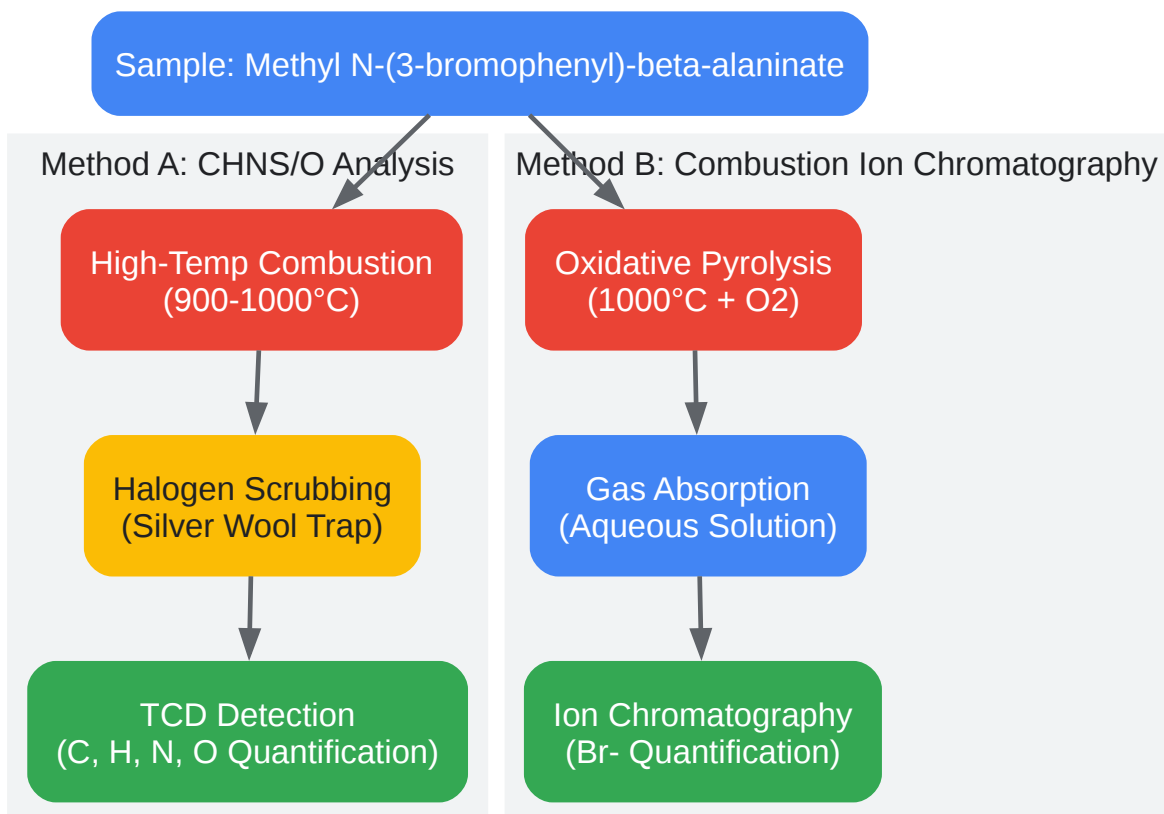 Sample: Methyl N-(3-bromophenyl)-beta-alaninate
Method A: CHNS/O Analysis
High-Temp Combustion
(900-1000°C)
Halogen Scrubbing
(Silver Wool Trap)
TCD Detection
(C, H, N, O Quantification)
Method B: Combustion Ion Chromatography
Oxidative Pyrolysis
(1000°C + O2)
Gas Absorption
(Aqueous Solution)
Ion Chromatography
(Br- Quantification)